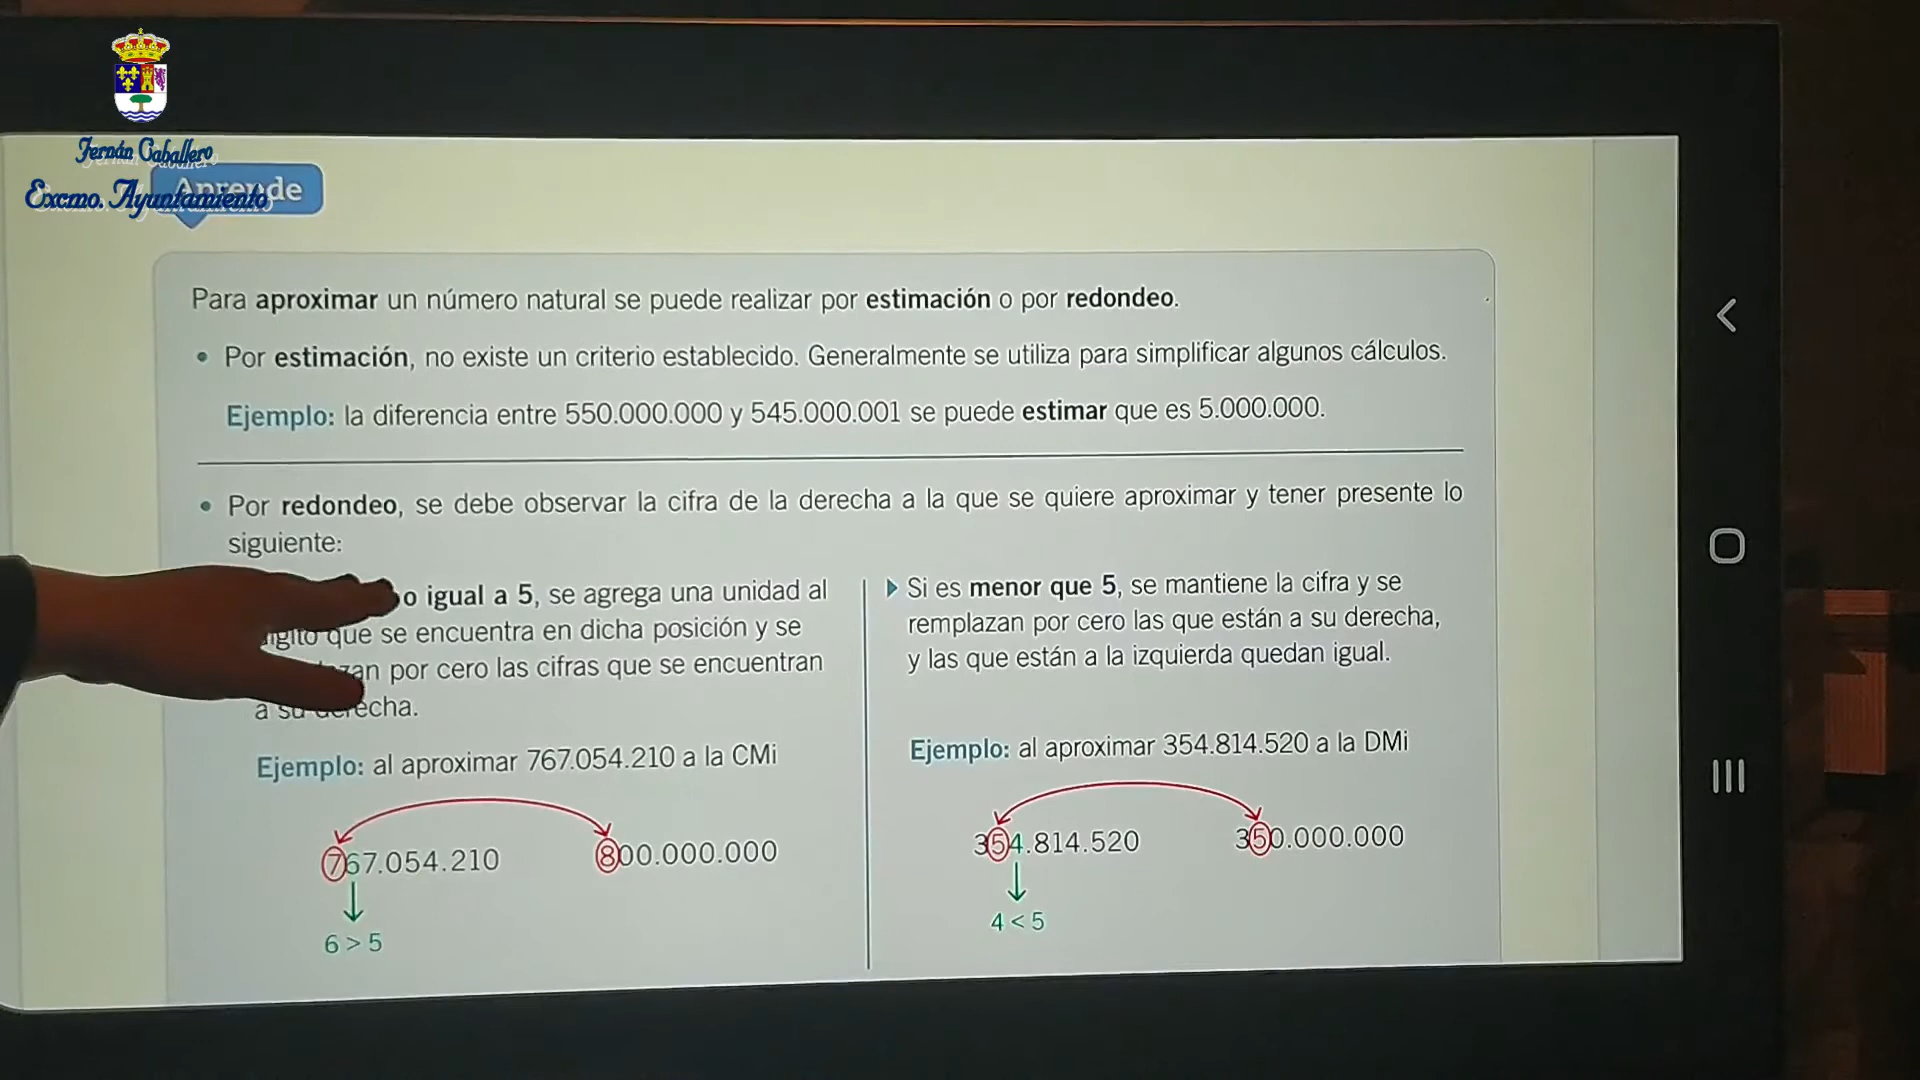 Fernán Caballero
Excmo. Ayuntamiento
Aprende
Para aproximar un número natural se puede realizar por estimación o por redondeo.
• Por estimación, no existe un criterio establecido. Generalmente se utiliza para simplificar algunos cálculos.
Ejemplo: la diferencia entre 550.000.000 y 545.000.001 se puede estimar que es 5.000.000.
• Por redondeo, se debe observar la cifra de la derecha a la que se quiere aproximar y tener presente lo
siguiente:
o igual a 5, se agrega una unidad al
que se encuentra en dicha posición y se
por cero las cifras que se encuentran
a su derecha.
Ejemplo: al aproximar 767.054.210 a la CMi
767.054.210 800.000.000
6 > 5
Si es menor que 5, se mantiene la cifra y se
remplazan por cero las que están a su derecha,
y las que están a la izquierda quedan igual.
Ejemplo: al aproximar 354.814.520 a la DMi
354.814.520 350.000.000
4 < 5